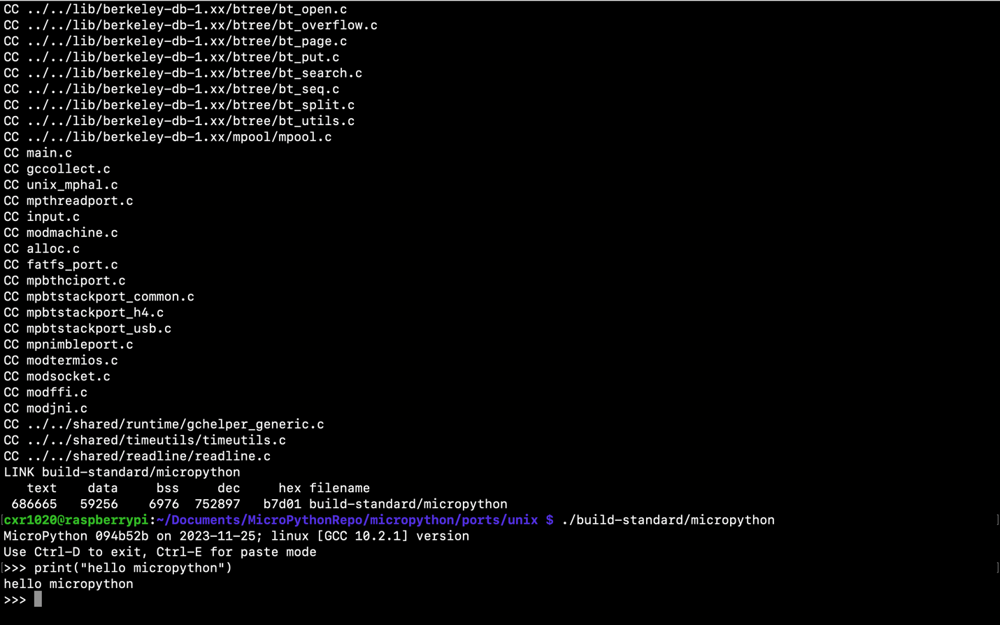 CC ../../lib/berkeley-db-1.xx/btree/bt_open.c
CC ../../lib/berkeley-db-1.xx/btree/bt_overflow.c
CC ../../lib/berkeley-db-1.xx/btree/bt_page.c
CC ../../lib/berkeley-db-1.xx/btree/bt_put.c
CC ../../lib/berkeley-db-1.xx/btree/bt_search.c
CC ../../lib/berkeley-db-1.xx/btree/bt_seq.c
CC ../../lib/berkeley-db-1.xx/btree/bt_split.c
CC ../../lib/berkeley-db-1.xx/btree/bt_utils.c
CC ../../lib/berkeley-db-1.xx/mpool/mpool.c
CC main.c
CC gccollect.c
CC unix_mphal.c
CC mpthreadport.c
CC input.c
CC modmachine.c
CC alloc.c
CC fatfs_port.c
CC mpbthciport.c
CC mpbtstackport_common.c
CC mpbtstackport_h4.c
CC mpbtstackport_usb.c
CC mpnimbleport.c
CC modtermios.c
CC modsocket.c
CC modffi.c
CC modjni.c
CC ../../shared/runtime/gchelper_generic.c
CC ../../shared/timeutils/timeutils.c
CC ../../shared/readline/readline.c
LINK build-standard/micropython
   text    data     bss     dec     hex filename
 686665   59256    6976  752897   b7d01 build-standard/micropython
[cxr1020@raspberrypi:~/Documents/MicroPythonRepo/micropython/ports/unix $ ./build-standard/micropython ]
MicroPython 094b52b on 2023-11-25; linux [GCC 10.2.1] version
Use Ctrl-D to exit, Ctrl-E for paste mode
[>>> print("hello micropython") ]
hello micropython
>>>